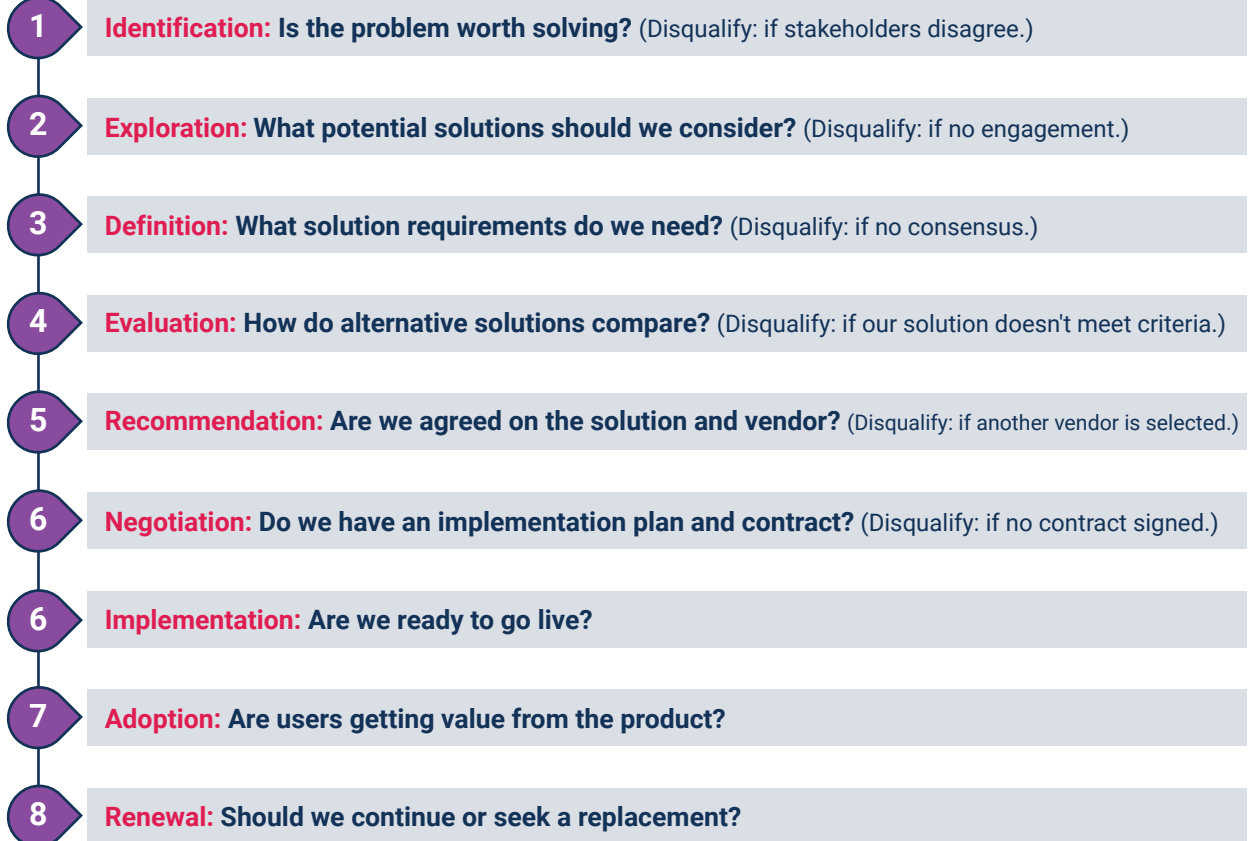 1 Identification: Is the problem worth solving? (Disqualify: if stakeholders disagree.)
2 Exploration: What potential solutions should we consider? (Disqualify: if no engagement.)
3 Definition: What solution requirements do we need? (Disqualify: if no consensus.)
4 Evaluation: How do alternative solutions compare? (Disqualify: if our solution doesn't meet criteria.)
5 Recommendation: Are we agreed on the solution and vendor? (Disqualify: if another vendor is selected.)
6 Negotiation: Do we have an implementation plan and contract? (Disqualify: if no contract signed.)
6 Implementation: Are we ready to go live?
7 Adoption: Are users getting value from the product?
8 Renewal: Should we continue or seek a replacement?